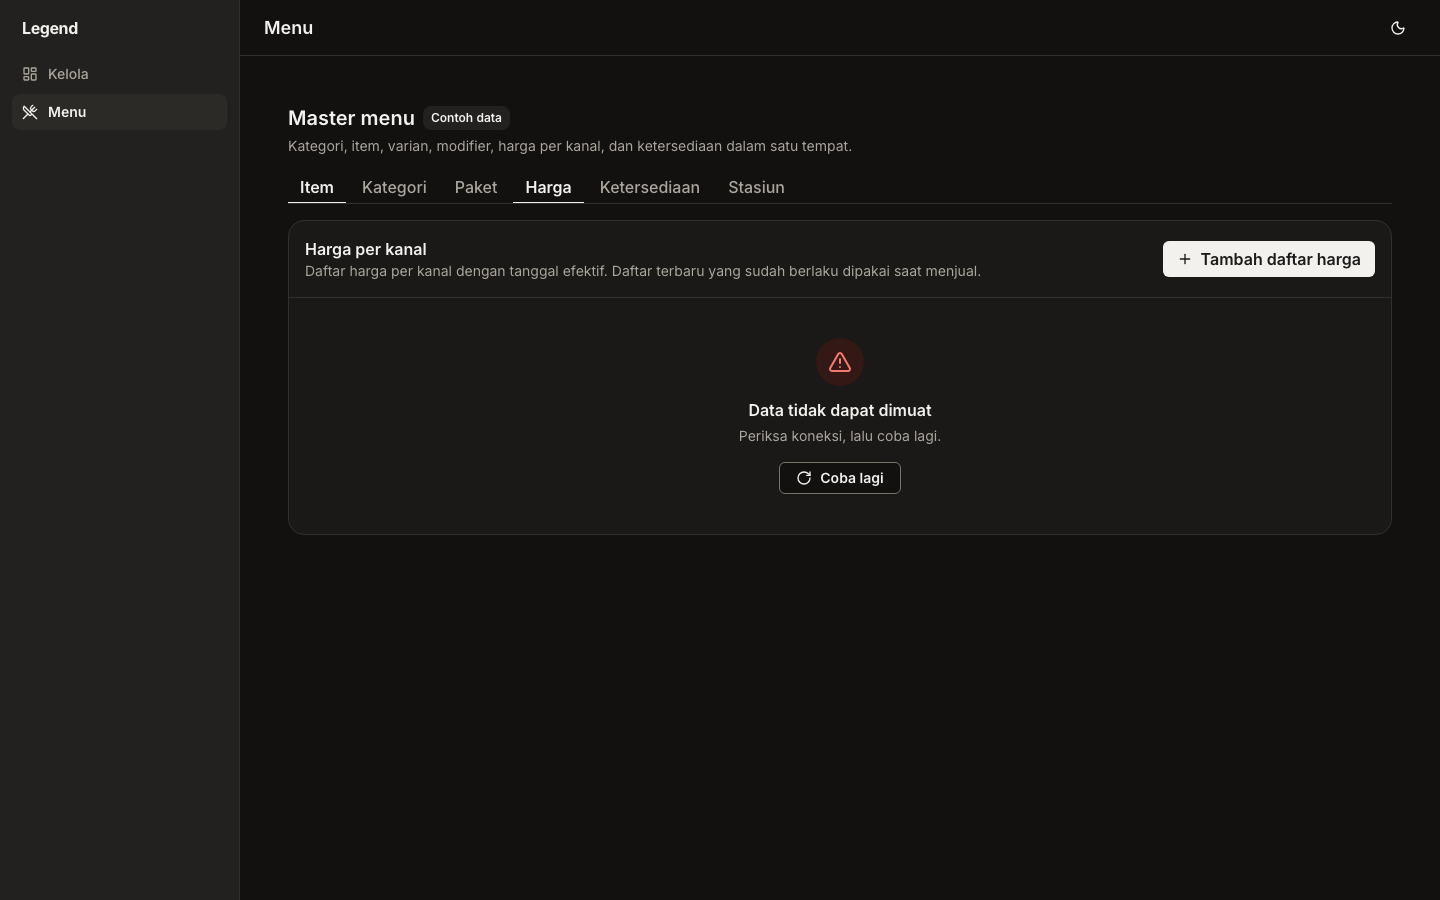 Legend
Kelola
Menu
Menu
Master menu
Contoh data
Kategori, item, varian, modifier, harga per kanal, dan ketersediaan dalam satu tempat.
Item
Kategori
Paket
Harga
Ketersediaan
Stasiun
Harga per kanal
Daftar harga per kanal dengan tanggal efektif. Daftar terbaru yang sudah berlaku dipakai saat menjual.
Tambah daftar harga
Data tidak dapat dimuat
Periksa koneksi, lalu coba lagi.
Coba lagi